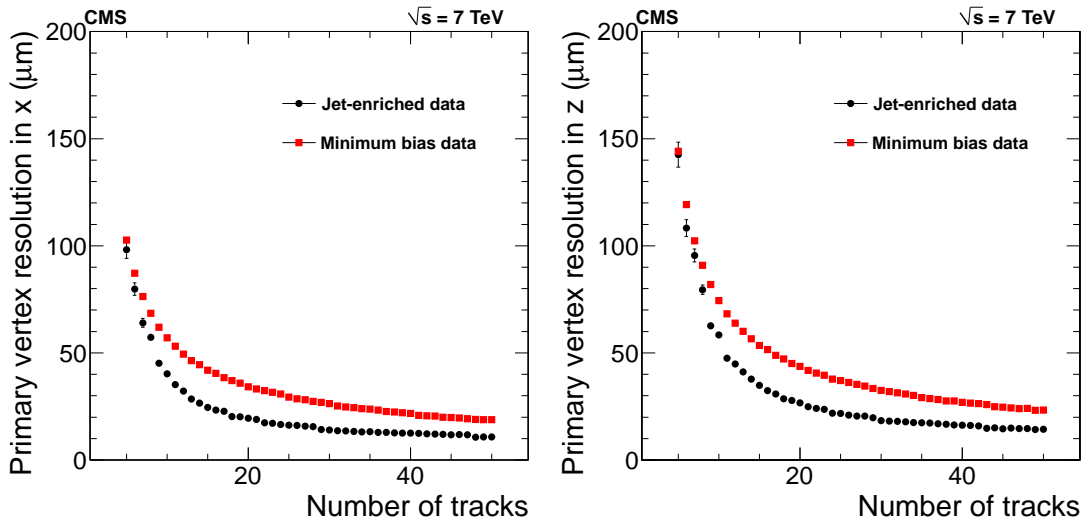 CMS
√s = 7 TeV
Primary vertex resolution in x (μm)
200
150
100
50
0
Jet-enriched data
Minimum bias data
20
40
Number of tracks
CMS
√s = 7 TeV
Primary vertex resolution in z (μm)
200
150
100
50
0
Jet-enriched data
Minimum bias data
20
40
Number of tracks